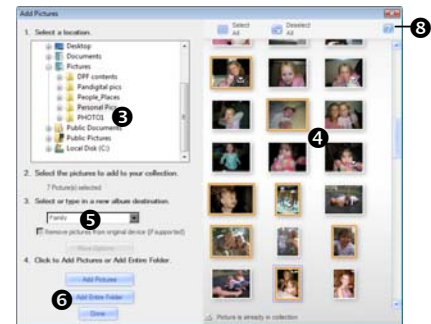 Add Pictures
1. Select a location.
Desktop
Documents
Pictures
DPF contents
Pandigital pics
People_Places
Personal Pics
PHOTO1
Public Documents
Public Pictures
Local Disk (C:)
3
2. Select the pictures to add to your collection.
7 Picture(s) selected
3. Select or type in a new album destination.
Family
5
Remove pictures from original device (if supported)
More Options
4. Click to Add Pictures or Add Entire Folder.
Add Pictures
6
Add Entire Folder
Done
Select All
Deselect All
8
4
Picture is already in collection